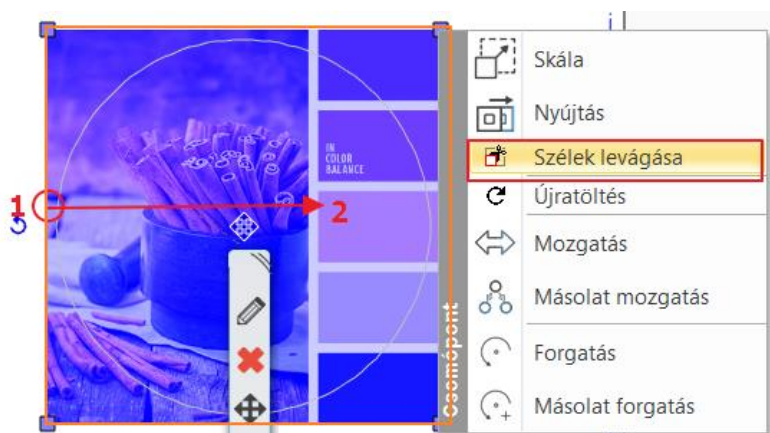 Skála
Nyújtás
Szélek levágása
Újratöltés
Mozgatás
Másolat mozgatás
Forgatás
Másolat forgatás
Csomópont
IN
COLOR
BALANCE
1
2